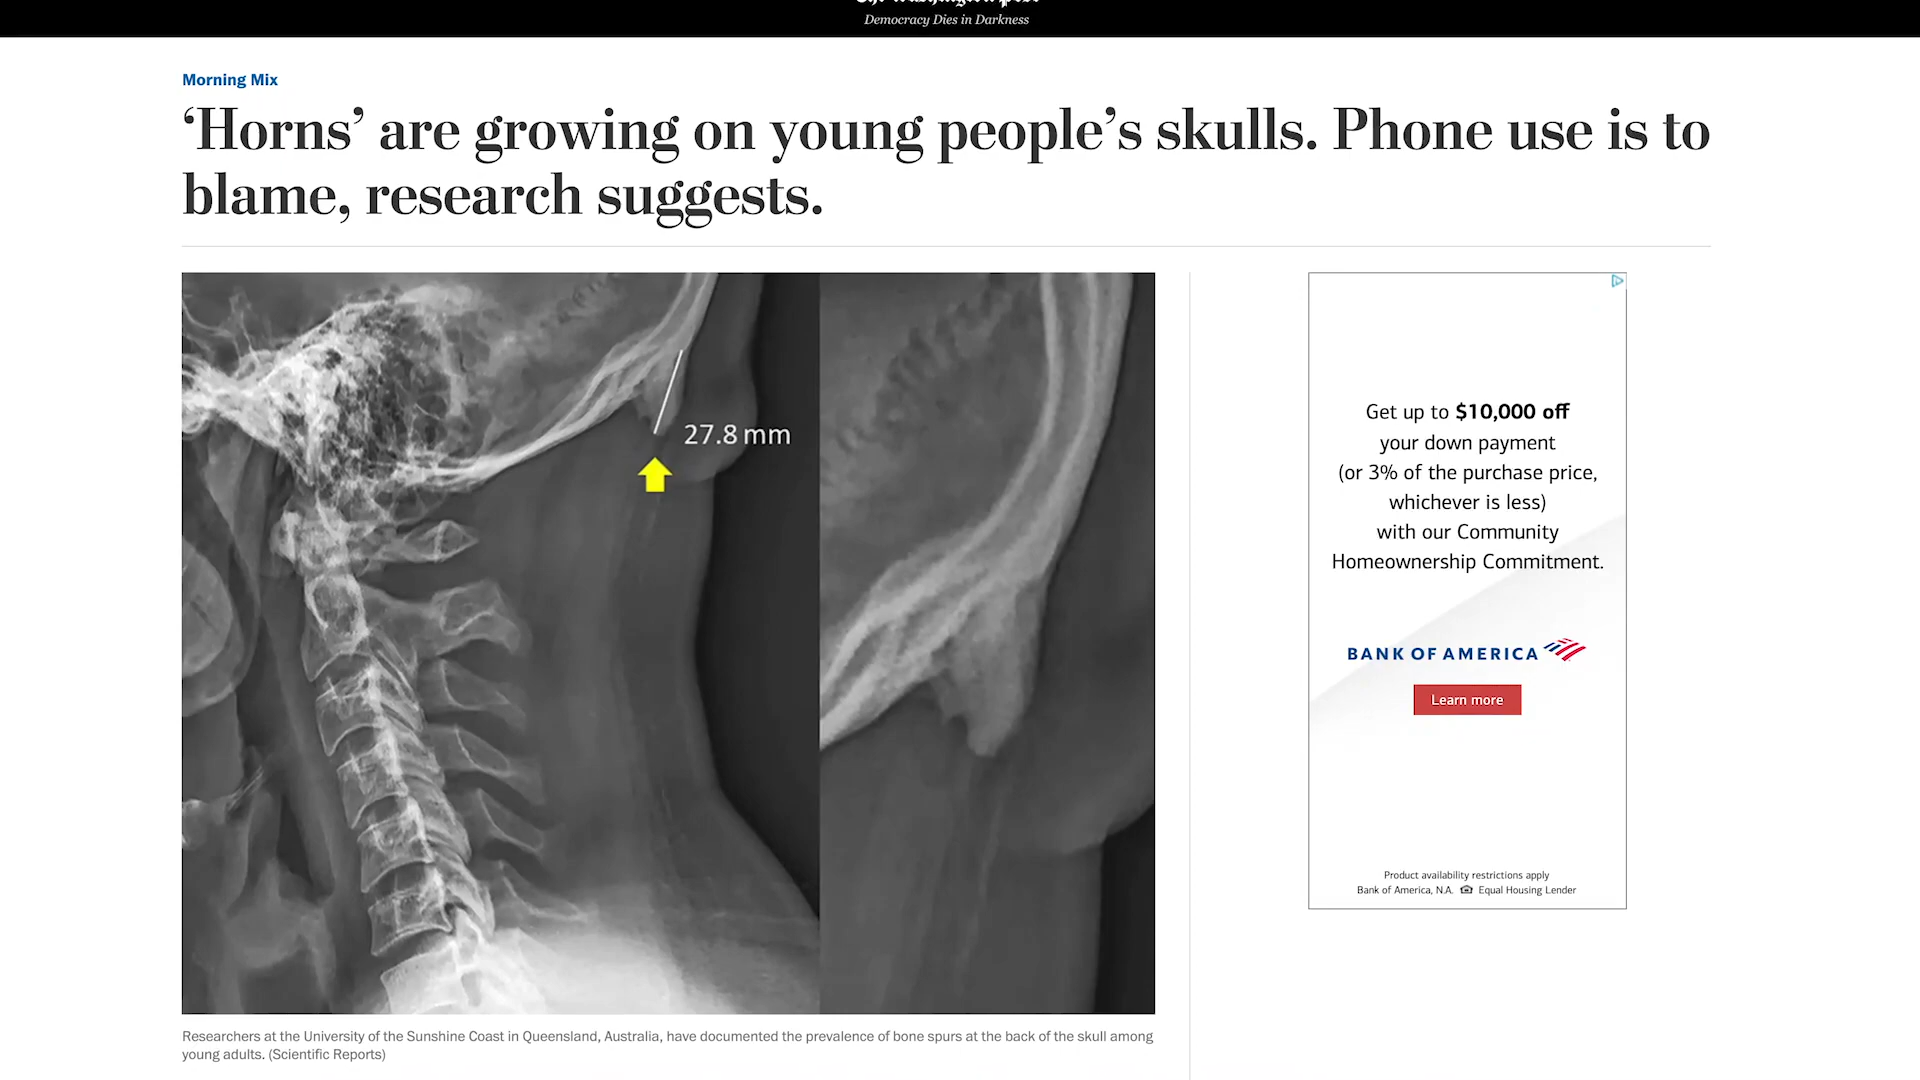 The Washington Post
Democracy Dies in Darkness
Morning Mix
‘Horns’ are growing on young people’s skulls. Phone use is to
blame, research suggests.
27.8 mm
Researchers at the University of the Sunshine Coast in Queensland, Australia, have documented the prevalence of bone spurs at the back of the skull among
young adults. (Scientific Reports)
Get up to $10,000 off
your down payment
(or 3% of the purchase price,
whichever is less)
with our Community
Homeownership Commitment.
BANK OF AMERICA
Learn more
Product availability restrictions apply
Bank of America, N.A. Equal Housing Lender